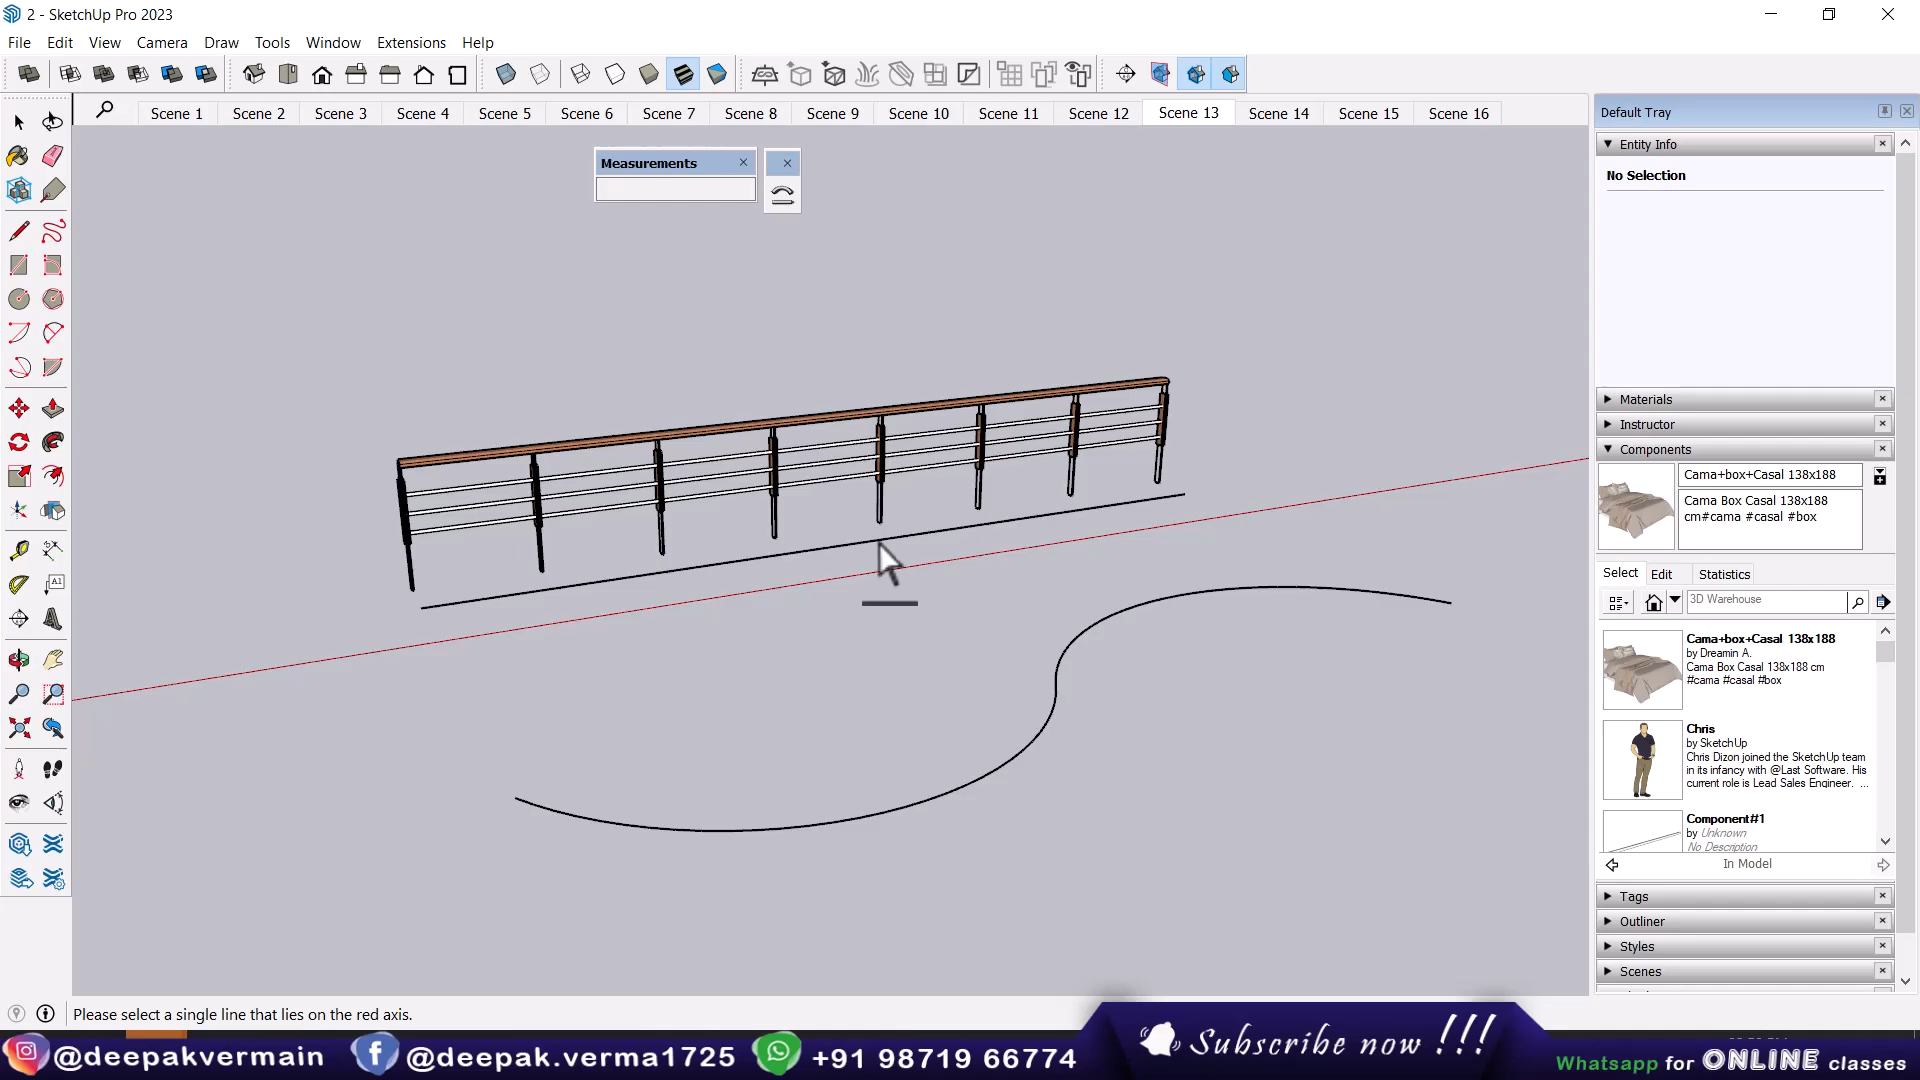 2 - SketchUp Pro 2023
File Edit View Camera Draw Tools Window Extensions Help
Scene 1 Scene 2 Scene 3 Scene 4 Scene 5 Scene 6 Scene 7 Scene 8 Scene 9 Scene 10 Scene 11 Scene 12 Scene 13 Scene 14 Scene 15 Scene 16
Default Tray
Measurements
Entity Info
No Selection
A1
Materials
Instructor
Components
Cama+box+Casal 138x188
Cama Box Casal 138x188
cm#cama #casal #box
Select Edit Statistics
3D Warehouse
Cama+box+Casal 138x188
by Dreamin A.
Cama Box Casal 138x188 cm
#cama #casal #box
Chris
by SketchUp
Chris Dizon joined the SketchUp team
in its infancy with @Last Software. His
current role is Lead Sales Engineer. ...
Component#1
by Unknown
No Description
In Model
Tags
Outliner
Styles
Scenes
Please select a single line that lies on the red axis.
@deepakvermain @deepak.verma1725 +91 98719 66774
Subscribe now !!!
Whatsapp for ONLINE classes